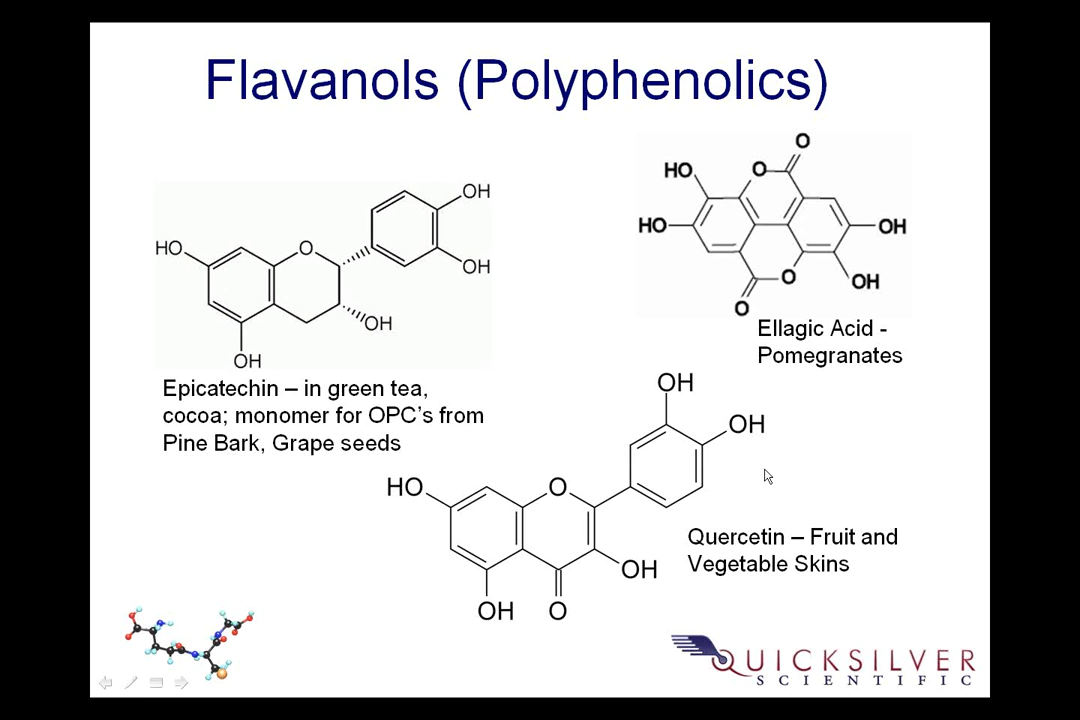 Flavanols (Polyphenolics)
OH
HO
O
OH
OH
OH
Epicatechin – in green tea,
cocoa; monomer for OPC's from
Pine Bark, Grape seeds
O
HO
O
HO
OH
O
OH
O
Ellagic Acid -
Pomegranates
OH
OH
HO
O
OH
OH
O
Quercetin – Fruit and
Vegetable Skins
QUICKSILVER
SCIENTIFIC